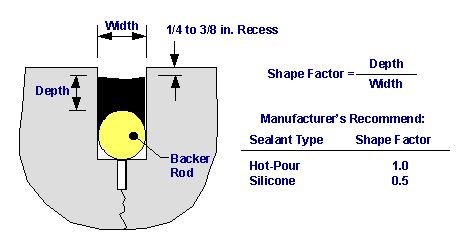 Width
1/4 to 3/8 in. Recess
Depth
Backer
Rod
Shape Factor = Depth
Width
Manufacturer's Recommend:
Sealant Type Shape Factor
Hot-Pour 1.0
Silicone 0.5